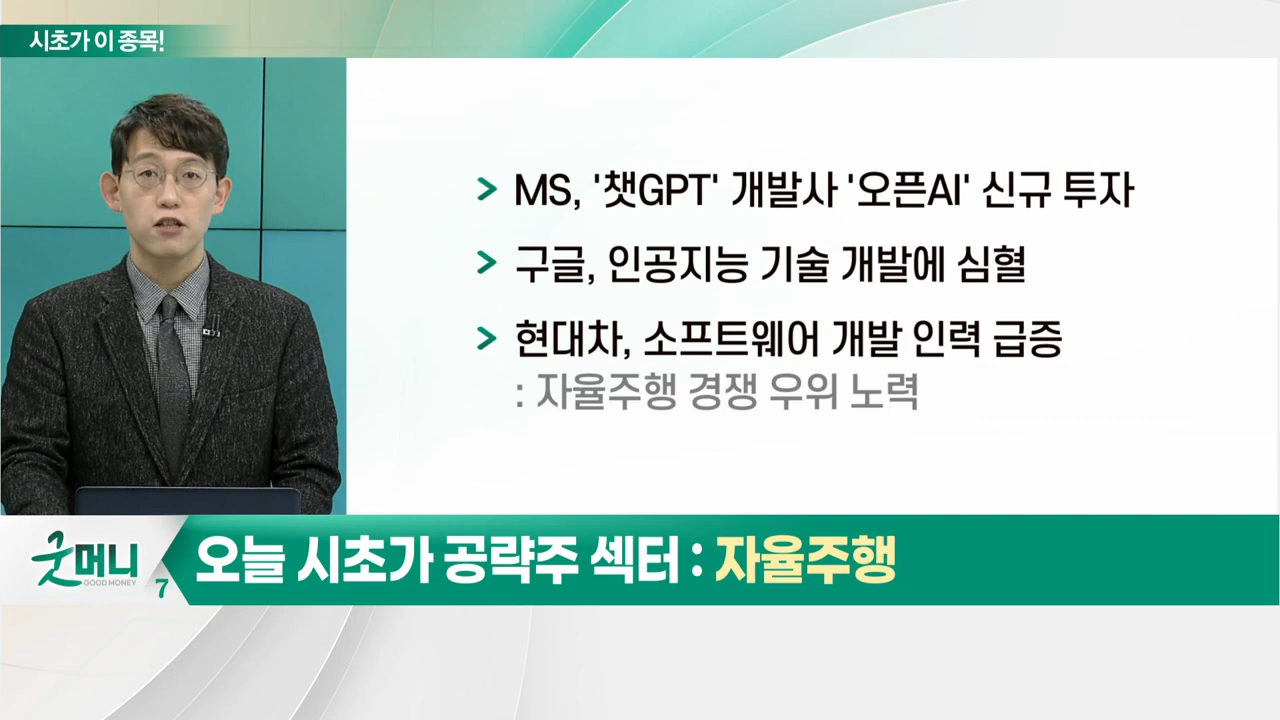 시초가 이 종목!
> MS, '챗GPT' 개발사 '오픈AI' 신규 투자
> 구글, 인공지능 기술 개발에 심혈
> 현대차, 소프트웨어 개발 인력 급증
: 자율주행 경쟁 우위 노력
굿머니
GOOD MONEY
7
오늘 시초가 공략주 섹터 : 자율주행